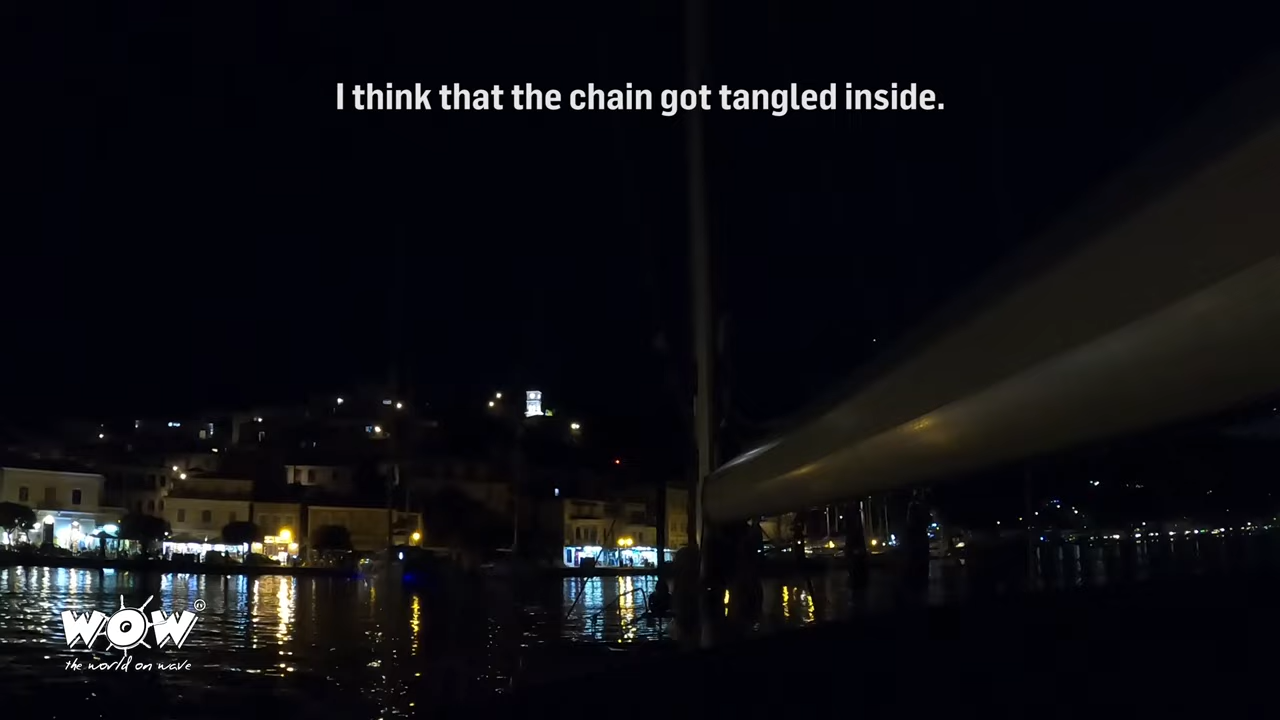 I think that the chain got tangled inside.
WOW
the world on wave